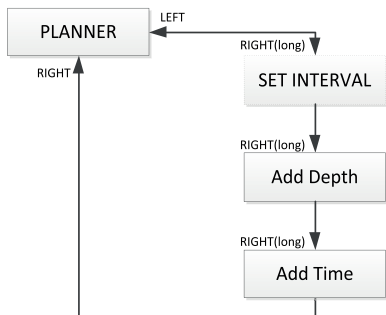 PLANNER
LEFT
RIGHT(long)
RIGHT
SET INTERVAL
RIGHT(long)
Add Depth
RIGHT(long)
Add Time